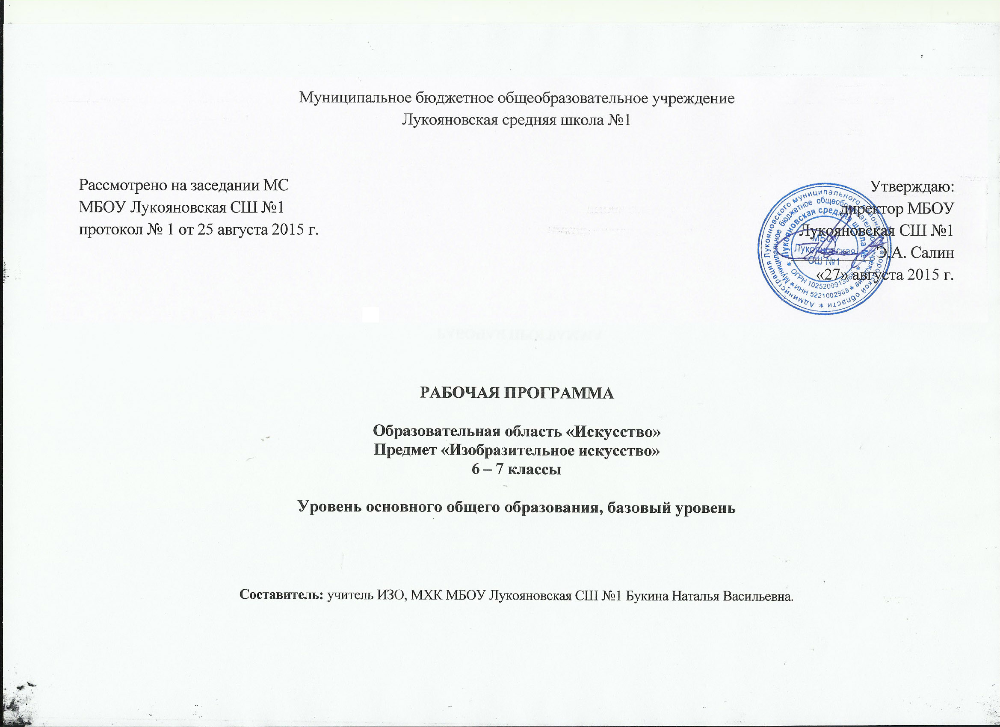 Муниципальное бюджетное общеобразовательное учреждение
Лукояновская средняя школа №1
Рассмотрено на заседании МС
МБОУ Лукояновская СШ №1
протокол № 1 от 25 августа 2015 г.
Утверждаю:
директор МБОУ
Лукояновская СШ №1
Э.А. Салин
«27» августа 2015 г.
Администрация Лукояновского муниципального района Нижегородской области *
Муниципальное бюджетное общеобразовательное учреждение *
ИНН 5221002968 *
* Лукояновская средняя школа №1 *
ОГРН 1025200913968
МБОУ
Лукояновская
СШ №1
РАБОЧАЯ ПРОГРАММА
Образовательная область «Искусство»
Предмет «Изобразительное искусство»
6 – 7 классы
Уровень основного общего образования, базовый уровень
Составитель: учитель ИЗО, МХК МБОУ Лукояновская СШ №1 Букина Наталья Васильевна.